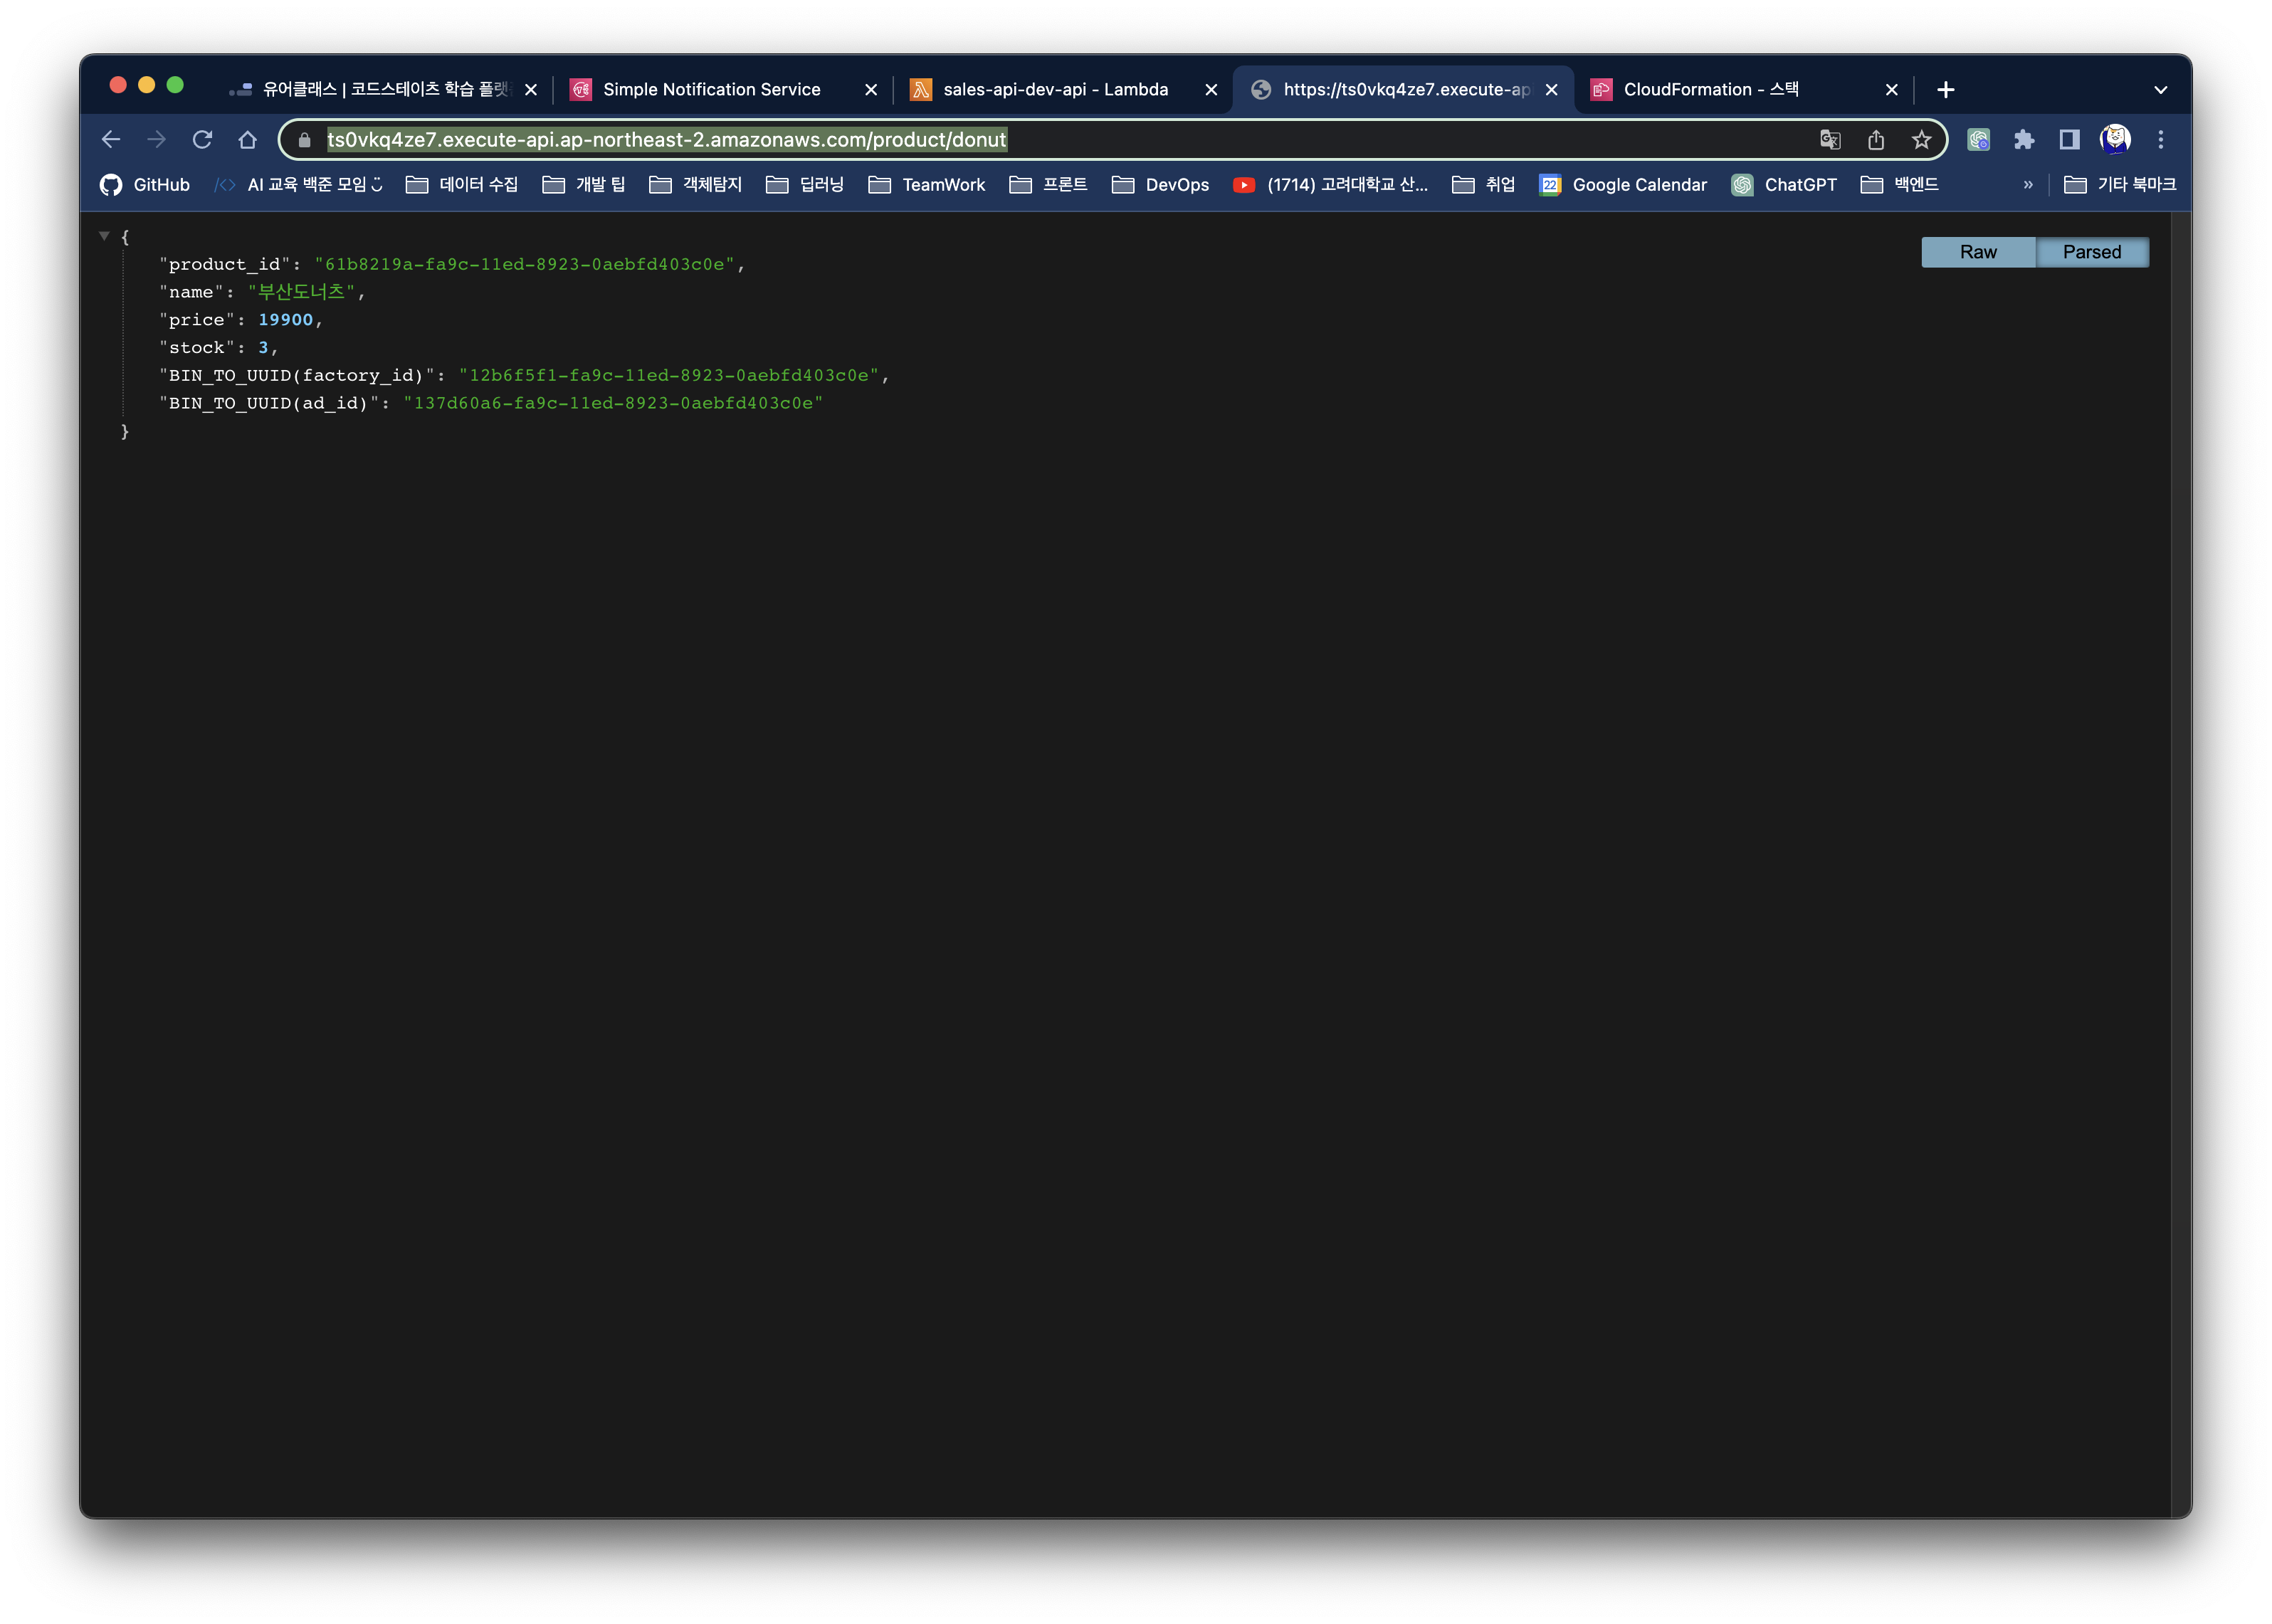 유어클래스 | 코드스테이츠 학습 플랫
Simple Notification Service
sales-api-dev-api - Lambda
https://ts0vkq4ze7.execute-ap
CloudFormation - 스택
ts0vkq4ze7.execute-api.ap-northeast-2.amazonaws.com/product/donut
GitHub
AI 교육 백준 모임
데이터 수집
개발 팁
객체탐지
딥러닝
TeamWork
프론트
DevOps
(1714) 고려대학교 산...
취업
22
Google Calendar
ChatGPT
백엔드
»
기타 북마크
Raw
Parsed
{
"product_id": "61b8219a-fa9c-11ed-8923-0aebfd403c0e",
"name": "부산도너츠",
"price": 19900,
"stock": 3,
"BIN_TO_UUID(factory_id)": "12b6f5f1-fa9c-11ed-8923-0aebfd403c0e",
"BIN_TO_UUID(ad_id)": "137d60a6-fa9c-11ed-8923-0aebfd403c0e"
}